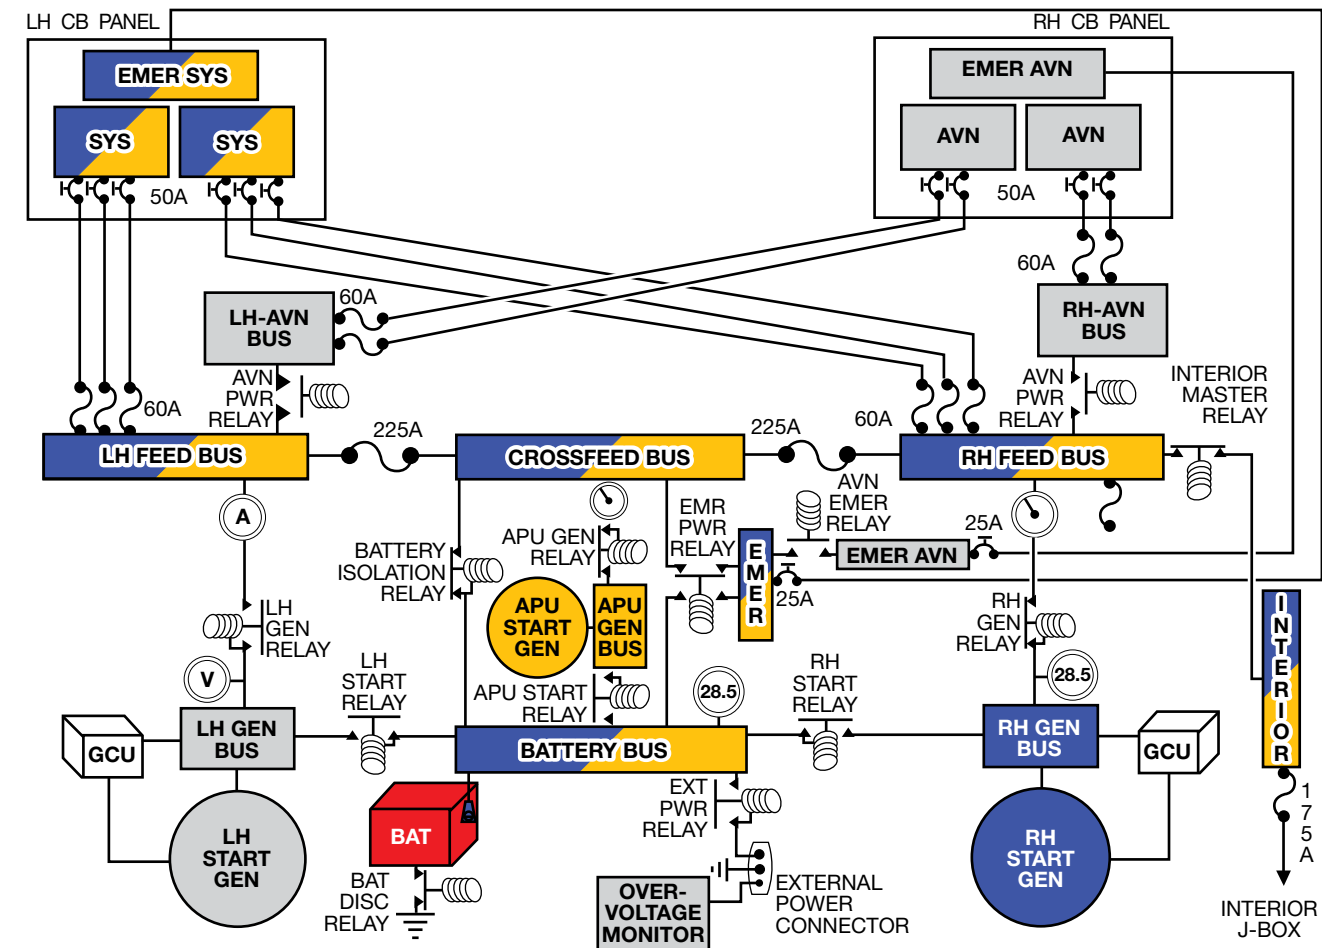 LH CB PANEL
RH CB PANEL
EMER SYS
SYS
SYS
50A
EMER AVN
AVN
AVN
50A
60A
LH-AVN
BUS
60A
RH-AVN
BUS
AVN
PWR
RELAY
60A
AVN
PWR
RELAY
INTERIOR
MASTER
RELAY
225A
225A
60A
LH FEED BUS
CROSSFEED BUS
RH FEED BUS
A
BATTERY
ISOLATION
RELAY
APU GEN
RELAY
EMR
PWR
RELAY
AVN
EMER
RELAY
EMER
25A
EMER AVN
25A
APU
START
GEN
APU
GEN
BUS
LH
GEN
RELAY
RH
GEN
RELAY
INTERIOR
V
LH
START
RELAY
APU START
RELAY
28.5
RH
START
RELAY
28.5
GCU
LH GEN
BUS
BATTERY BUS
RH GEN
BUS
GCU
LH
START
GEN
BAT
BAT
DISC
RELAY
EXT
PWR
RELAY
OVER-
VOLTAGE
MONITOR
EXTERNAL
POWER
CONNECTOR
RH
START
GEN
175A
INTERIOR
J-BOX